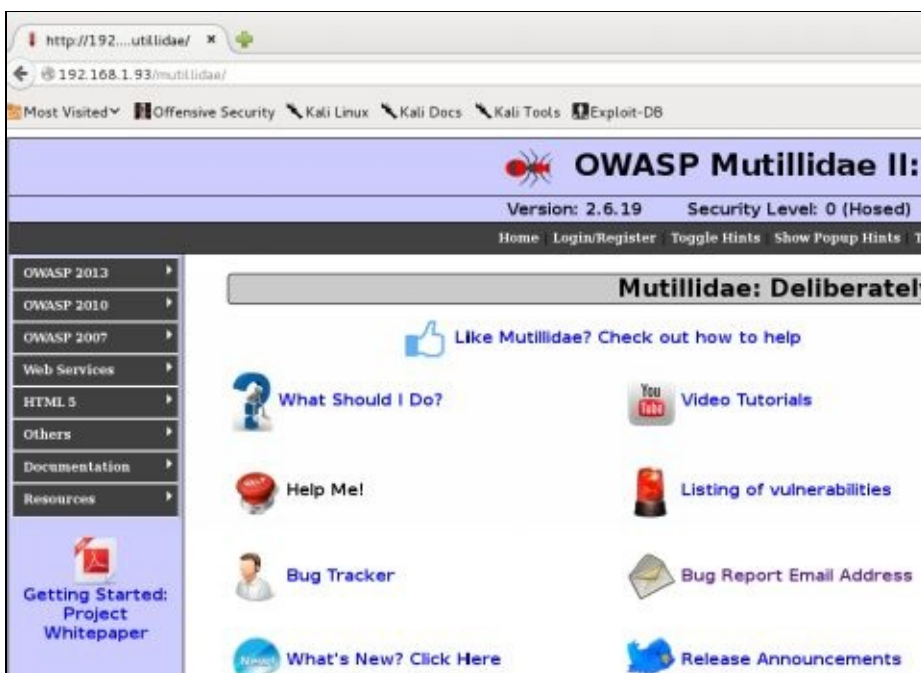 http://192....utillidae/
192.168.1.93/mutillidae/
Most Visited Offensive Security Kali Linux Kali Docs Kali Tools Exploit-DB
OWASP Mutillidae II:
Version: 2.6.19 Security Level: 0 (Hosed)
Home Login/Register Toggle Hints Show Popup Hints T
OWASP 2013
OWASP 2010
OWASP 2007
Web Services
HTML 5
Others
Documentation
Resources
Getting Started:
Project
Whitepaper
Mutillidae: Deliberately
Like Mutillidae? Check out how to help
What Should I Do?
You
Tube
Video Tutorials
Help Me!
Listing of vulnerabilities
Bug Tracker
Bug Report Email Address
New!
What's New? Click Here
Release Announcements